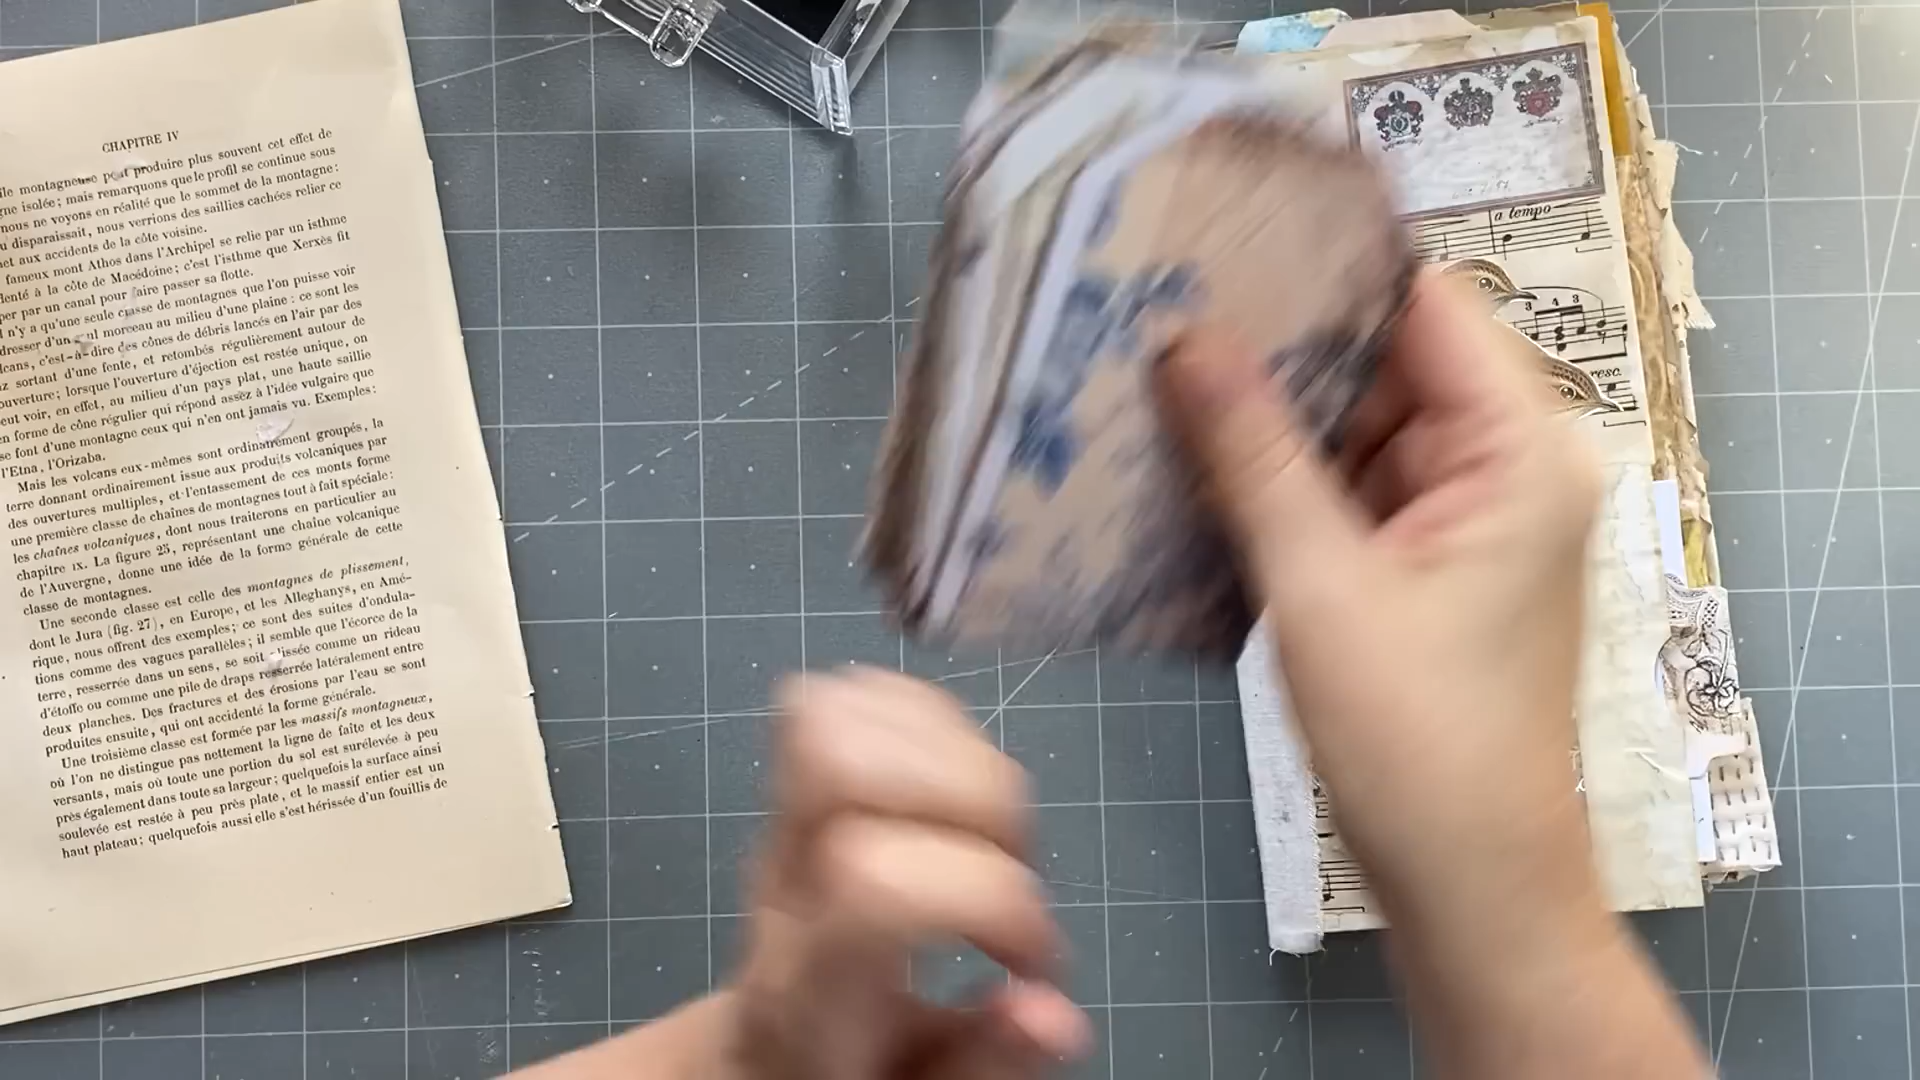 CHAPITRE IV
île montagneuse peut produire plus souvent cet effet de
gne isolée; mais remarquons que le profil se continue sous
nous ne voyons en réalité que le sommet de la montagne:
disparaissait, nous verrions des saillies cachées relier ce
et aux accidents de la côte voisine.
fameux mont Athos dans l'Archipel se relie par un isthme
à la côte de Macédoine; c'est l'isthme que Xerxès fit
per par un canal pour faire passer sa flotte.
n'y a qu'une seule classe de montagnes que l'on puisse voir
dresser d'un seul morceau au milieu d'une plaine: ce sont les
lcans, c'est-à-dire des cônes de débris lancés en l'air par des
z sortant d'une fente, et retombés régulièrement autour de
ouverture; lorsque l'ouverture d'éjection est restée unique, on
eut voir, en effet, au milieu d'un pays plat, une haute saillie
en forme de cône régulier qui répond assez à l'idée vulgaire que
se font d'une montagne ceux qui n'en ont jamais vu. Exemples:
l'Etna, l'Orizaba.
Mais les volcans eux-mêmes sont ordinairement groupés, la
terre donnant ordinairement issue aux produits volcaniques par
des ouvertures multiples, et l'entassement de ces monts forme
une première classe de chaînes de montagnes tout à fait spéciale:
les chaînes volcaniques, dont nous traiterons en particulier au
chapitre IX. La figure 25, représentant une chaîne volcanique
de l'Auvergne, donne une idée de la forme générale de cette
classe de montagnes.
Une seconde classe est celle des montagnes de plissement,
dont le Jura (fig. 27), en Europe, et les Alleghanys, en Amé-
rique, nous offrent des exemples; ce sont des suites d'ondula-
tions comme des vagues parallèles; il semble que l'écorce de la
terre, resserrée dans un sens, se soit plissée comme un rideau
d'étoffe ou comme une pile de draps resserrée latéralement entre
deux planches. Des fractures et des érosions par l'eau se sont
produites ensuite, qui ont accidenté la forme générale.
Une troisième classe est formée par les massifs montagneux,
où l'on ne distingue pas nettement la ligne de faîte et les deux
versants, mais où toute une portion du sol est surélevée à peu
près également dans toute sa largeur; quelquefois la surface ainsi
soulevée est restée à peu près plate, et le massif entier est un
haut plateau; quelquefois aussi elle s'est hérissée d'un fouillis de
a tempo
3 4 3
resc.